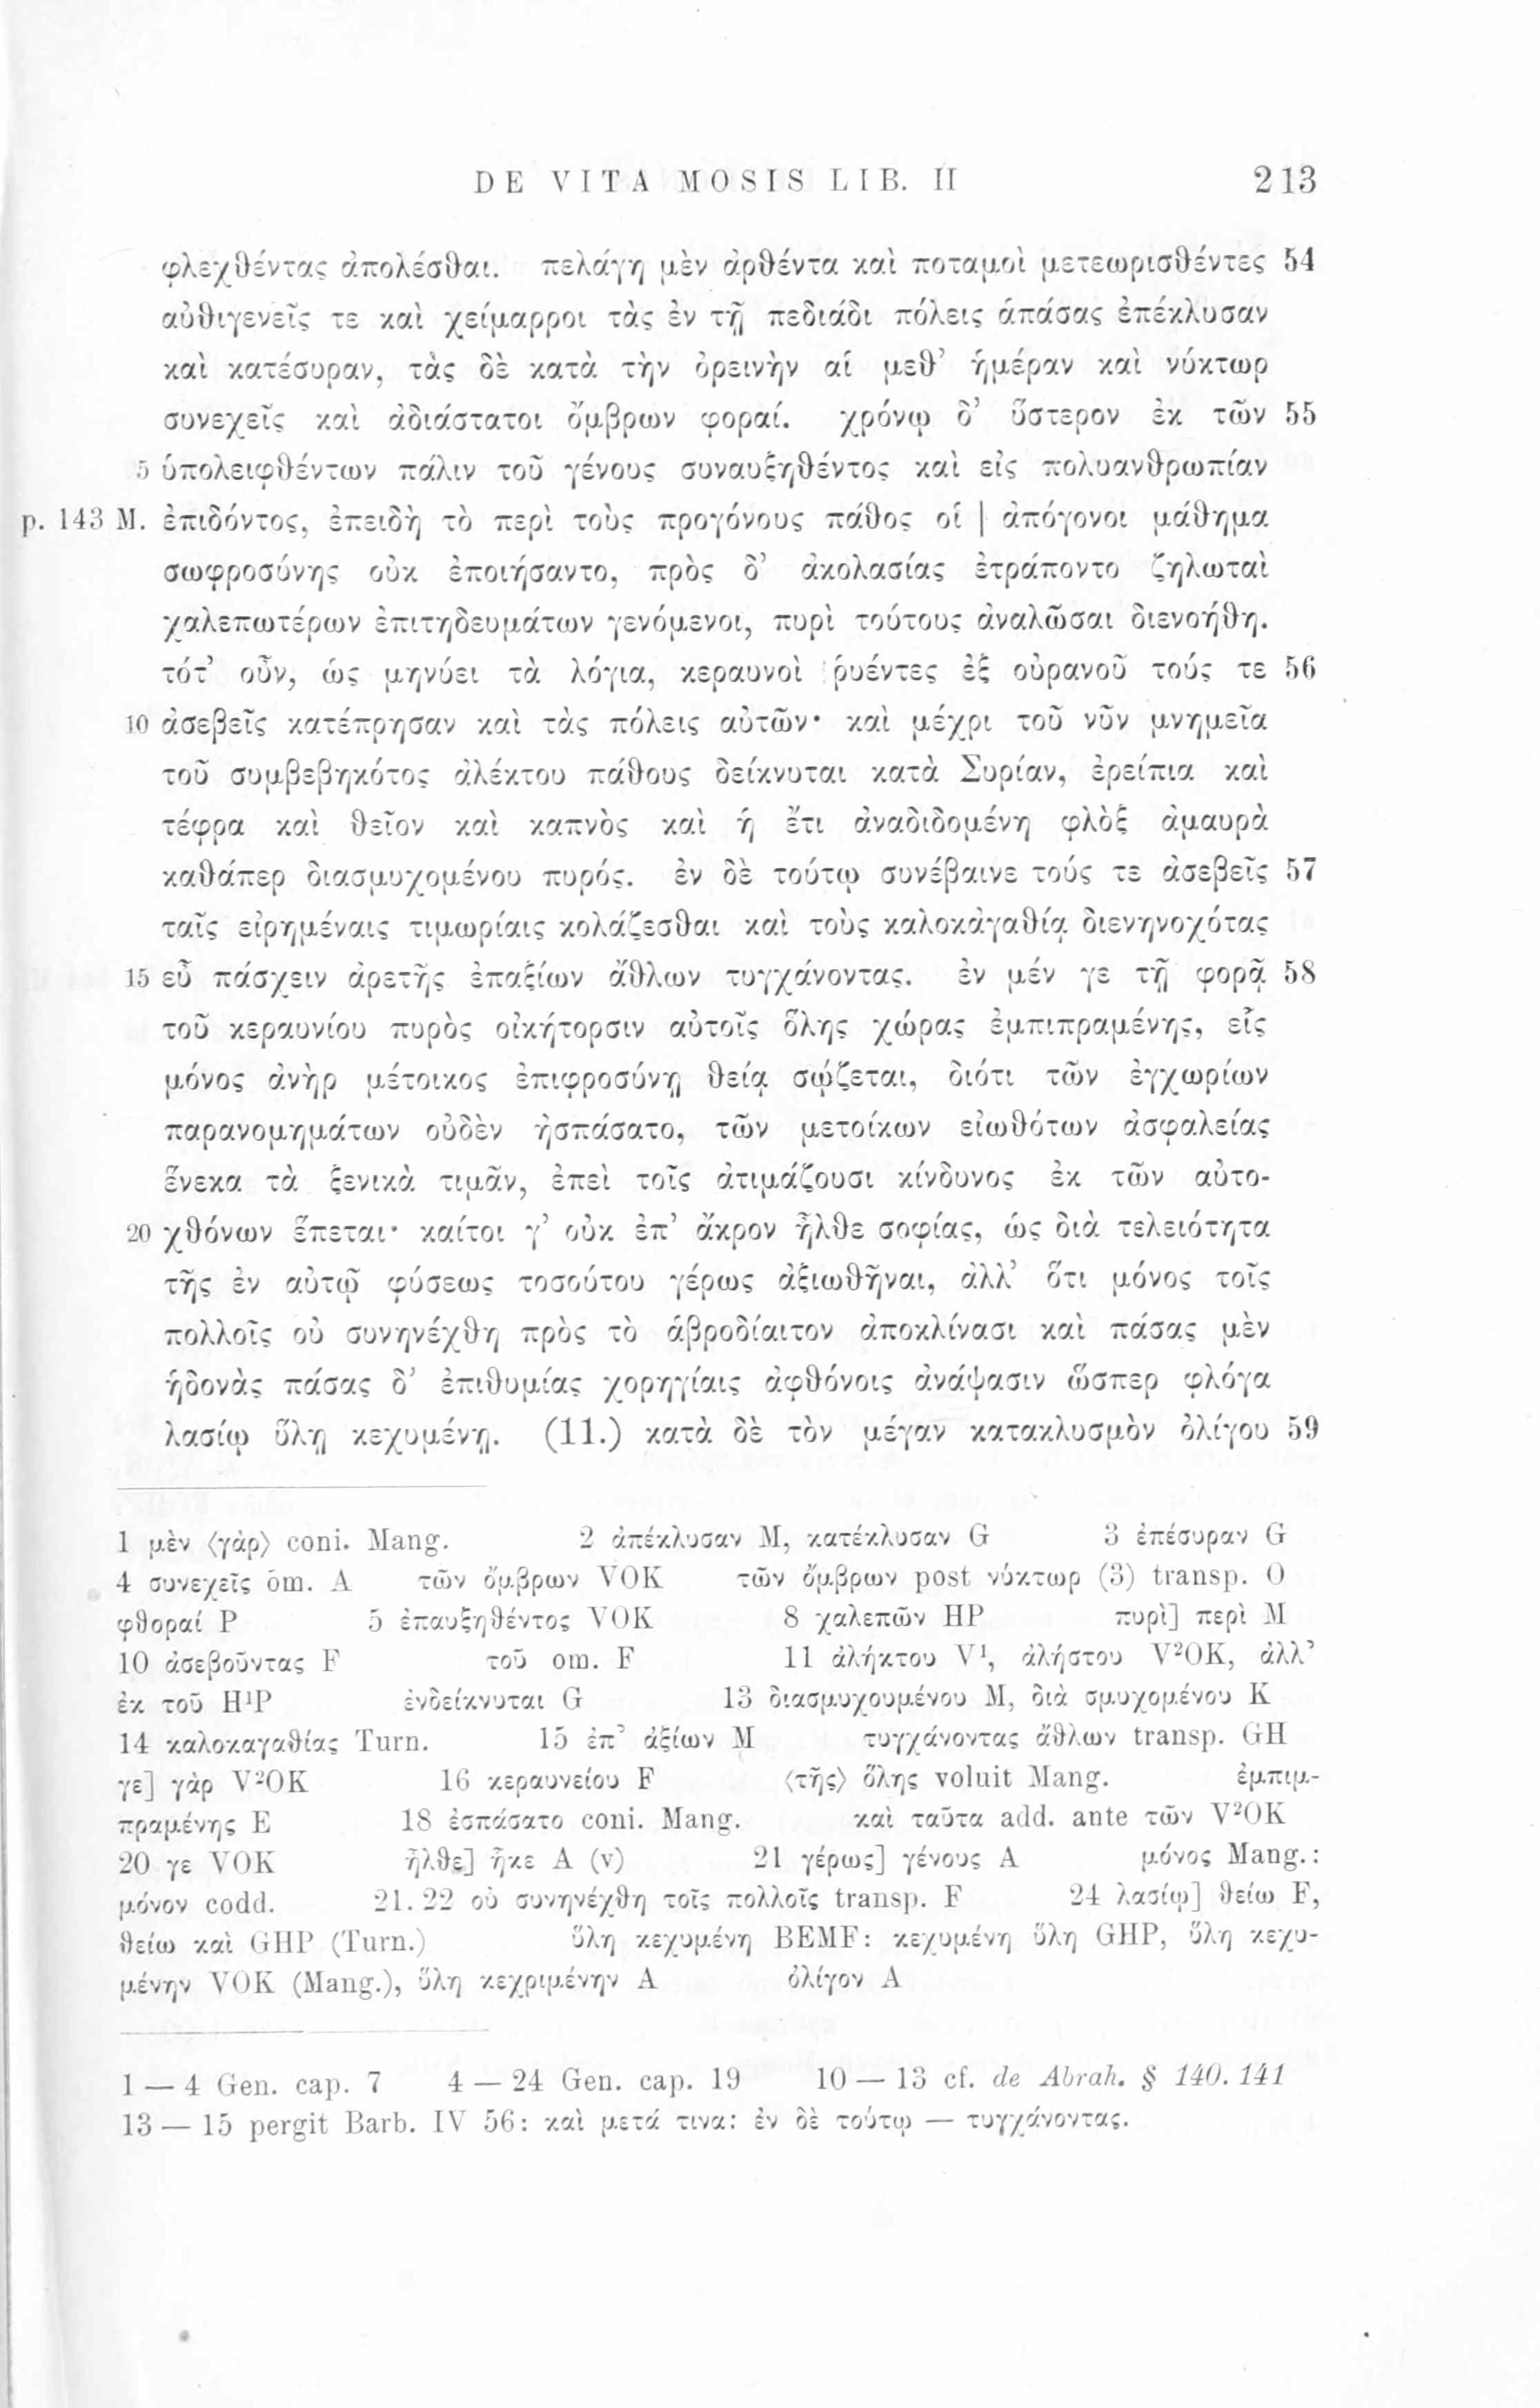 DE VITA MOSIS LIB. II 213
φλεχθέντας ἀπολέσθαι. πελάγη μὲν ἀρθέντα καὶ ποταμοὶ μετεωρισθέντες 54
αὐθιγενεῖς τε καὶ χείμαρροι τὰς ἐν τῇ πεδιάδι πόλεις ἁπάσας ἐπέκλυσαν
καὶ κατέσυραν, τὰς δὲ κατὰ τὴν ὀρεινὴν αἱ μεθ’ ἡμέραν καὶ νύκτωρ
συνεχεῖς καὶ ἀδιάστατοι ὄμβρων φοραί. χρόνῳ δ’ ὕστερον ἐκ τῶν 55
5 ὑπολειφθέντων πάλιν τοῦ γένους συναυξηθέντος καὶ εἰς πολυανθρωπίαν
p. 143 M. ἐπιδόντος, ἐπειδὴ τὸ περὶ τοὺς προγόνους πάθος οἱ | ἀπόγονοι μάθημα
σωφροσύνης οὐκ ἐποιήσαντο, πρὸς δ’ ἀκολασίας ἐτράποντο ζηλωταὶ
χαλεπωτέρων ἐπιτηδευμάτων γενόμενοι, πυρὶ τούτους ἀναλῶσαι διενοήθη.
τότ’ οὖν, ὡς μηνύει τὰ λόγια, κεραυνοὶ ῥυέντες ἐξ οὐρανοῦ τούς τε 56
10 ἀσεβεῖς κατέπρησαν καὶ τὰς πόλεις αὐτῶν· καὶ μέχρι τοῦ νῦν μνημεῖα
τοῦ συμβεβηκότος ἀλέκτου πάθους δείκνυται κατὰ Συρίαν, ἐρείπια καὶ
τέφρα καὶ θεῖον καὶ καπνὸς καὶ ἡ ἔτι ἀναδιδομένη φλὸξ ἀμαυρὰ
καθάπερ διασμυχομένου πυρός. ἐν δὲ τούτῳ συνέβαινε τούς τε ἀσεβεῖς 57
ταῖς εἰρημέναις τιμωρίαις κολάζεσθαι καὶ τοὺς καλοκἀγαθίᾳ διενηνοχότας
15 εὖ πάσχειν ἀρετῆς ἐπαξίων ἄθλων τυγχάνοντας. ἐν μέν γε τῇ φορᾷ 58
τοῦ κεραυνίου πυρὸς οἰκήτορσιν αὐτοῖς ὅλης χώρας ἐμπιπραμένης, εἷς
μόνος ἀνὴρ μέτοικος ἐπιφροσύνῃ θείᾳ σῴζεται, διότι τῶν ἐγχωρίων
παρανομημάτων οὐδὲν ἠσπάσατο, τῶν μετοίκων εἰωθότων ἀσφαλείας
ἕνεκα τὰ ξενικὰ τιμᾶν, ἐπεὶ τοῖς ἀτιμάζουσι κίνδυνος ἐκ τῶν αὐτο-
20 χθόνων ἕπεται· καίτοι γ’ οὐκ ἐπ’ ἄκρον ἦλθε σοφίας, ὡς διὰ τελειότητα
τῆς ἐν αὐτῷ φύσεως τοσούτου γέρως ἀξιωθῆναι, ἀλλ’ ὅτι μόνος τοῖς
πολλοῖς οὐ συνηνέχθη πρὸς τὸ ἁβροδίαιτον ἀποκλίνασι καὶ πάσας μὲν
ἡδονὰς πάσας δ’ ἐπιθυμίας χορηγίαις ἀφθόνοις ἀνάψασιν ὥσπερ φλόγα
λασίῳ ὕλῃ κεχυμένῃ. (11.) κατὰ δὲ τὸν μέγαν κατακλυσμὸν ὀλίγου 59
1 μὲν ⟨γὰρ⟩ coni. Mang. 2 ἀπέκλυσαν M, κατέκλυσαν G 3 ἐπέσυραν G
4 συνεχεῖς om. A τῶν ὄμβρων VOK τῶν ὄμβρων post νύκτωρ (3) transp. O
φθοραί P 5 ἐπαυξηθέντος VOK 8 χαλεπῶν HP πυρὶ] περὶ M
10 ἀσεβοῦντας F τοῦ om. F 11 ἀλήκτου V¹, ἀλήστου V²OK, ἀλλ’
ἐκ τοῦ H¹P ἐνδείκνυται G 13 διασμυχουμένου M, διὰ σμυχομένου K
14 καλοκαγαθίας Turn. 15 ἐπ’ ἀξίων M τυγχάνοντας ἄθλων transp. GH
γε] γὰρ V²OK 16 κεραυνείου F ⟨τῆς⟩ ὅλης voluit Mang. ἐμπιμ-
πραμένης E 18 ἐσπάσατο coni. Mang. καὶ ταῦτα add. ante τῶν V²OK
20 γε VOK ἦλθε] ἧκε A (v) 21 γέρως] γένους A μόνος Mang.:
μόνον codd. 21. 22 οὐ συνηνέχθη τοῖς πολλοῖς transp. F 24 λασίῳ] θείω F,
θείω καὶ GHP (Turn.) ὕλη κεχυμένη BEMF: κεχυμένη ὕλη GHP, ὕλη κεχυ-
μένην VOK (Mang.), ὕλη κεχριμένην A ὀλίγον A
1 — 4 Gen. cap. 7 4 — 24 Gen. cap. 19 10 — 13 cf. de Abrah. § 140. 141
13 — 15 pergit Barb. IV 56: καὶ μετά τινα: ἐν δὲ τούτῳ — τυγχάνοντας.